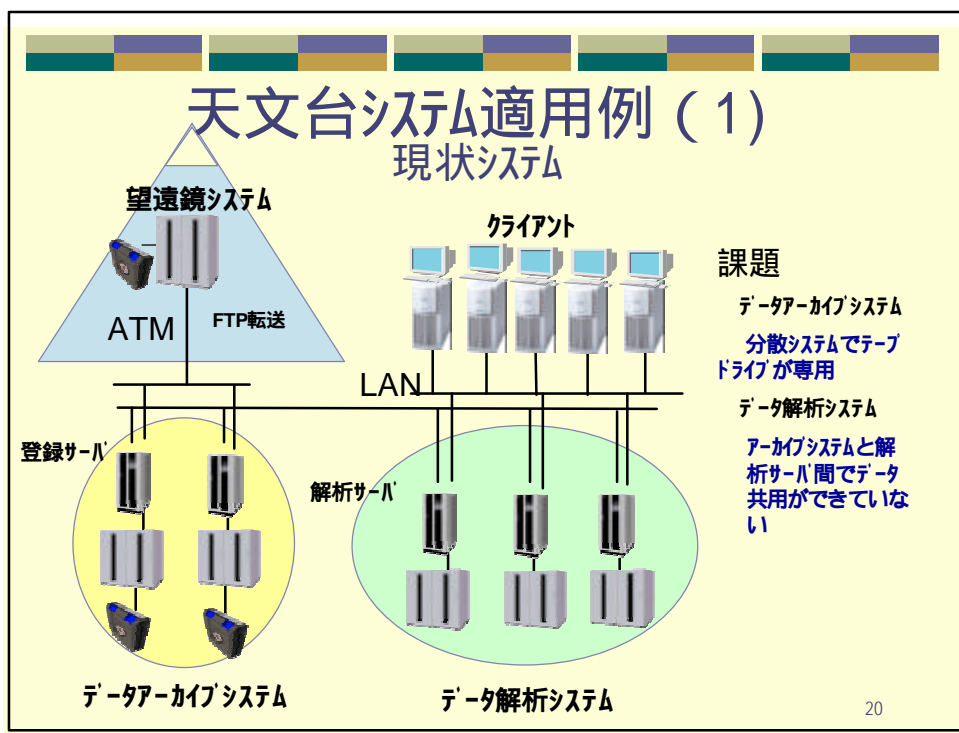 天文台ｼｽﾃﾑ適用例（1)
現状ｼｽﾃﾑ
望遠鏡ｼｽﾃﾑ
ATM
FTP転送
ｸﾗｲｱﾝﾄ
LAN
登録ｻｰﾊﾞ
解析ｻｰﾊﾞ
ﾃﾞｰﾀｱｰｶｲﾌﾞｼｽﾃﾑ
ﾃﾞｰﾀ解析ｼｽﾃﾑ
課題
ﾃﾞｰﾀｱｰｶｲﾌﾞｼｽﾃﾑ
分散ｼｽﾃﾑでテープ
ﾄﾞﾗｲﾌﾞが専用
ﾃﾞｰﾀ解析ｼｽﾃﾑ
ｱｰｶｲﾌﾞｼｽﾃﾑと解
析ｻｰﾊﾞ間でﾃﾞｰﾀ
共用ができていな
い
20